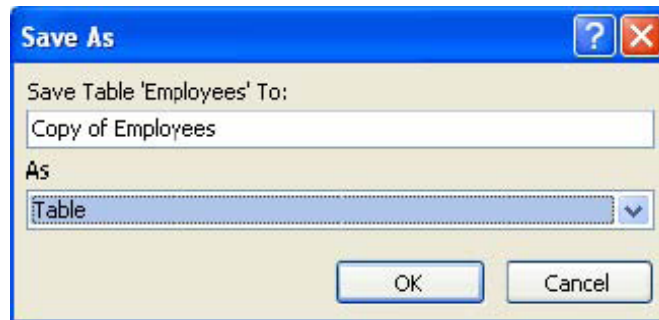 Save As
?
Save Table 'Employees' To:
Copy of Employees
As
Table
OK Cancel